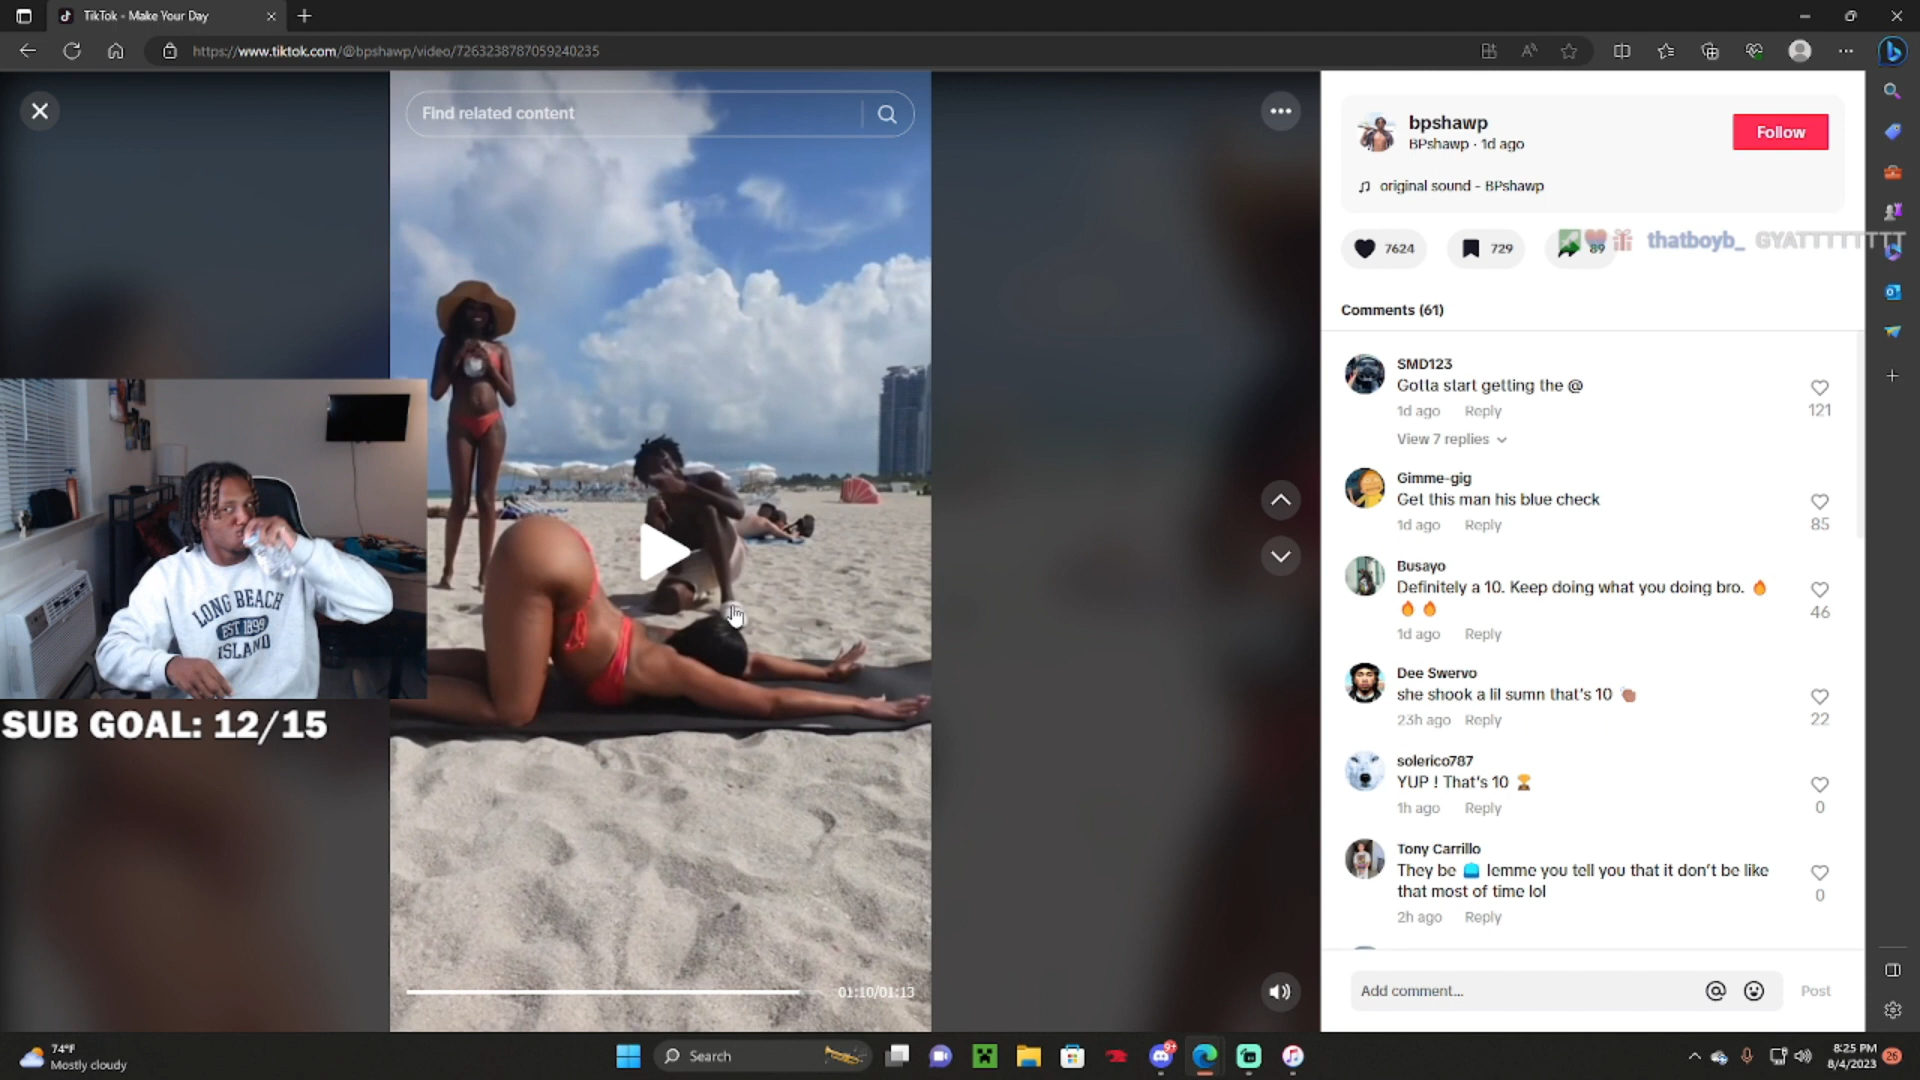 TikTok - Make Your Day
https://www.tiktok.com/@bpshawp/video/7263238787059240235
Find related content
bpshawp
BPshawp · 1d ago
Follow
original sound - BPshawp
7624
729
89
thatboyb_ GYATTTTTTTT
Comments (61)
SMD123
Gotta start getting the @
1d ago Reply
121
View 7 replies
Gimme-gig
Get this man his blue check
1d ago Reply
85
Busayo
Definitely a 10. Keep doing what you doing bro. 🔥
🔥 🔥
1d ago Reply
46
Dee Swervo
she shook a lil sumn that's 10 👏🏾
23h ago Reply
22
solerico787
YUP ! That's 10 🏆
1h ago Reply
0
Tony Carrillo
They be 🧢 lemme you tell you that it don't be like
that most of time lol
2h ago Reply
0
LONG BEACH
EST 1899
ISLAND
SUB GOAL: 12/15
01:10/01:13
Add comment...
Post
74°F
Mostly cloudy
Search
9+
8:25 PM
8/4/2023
26